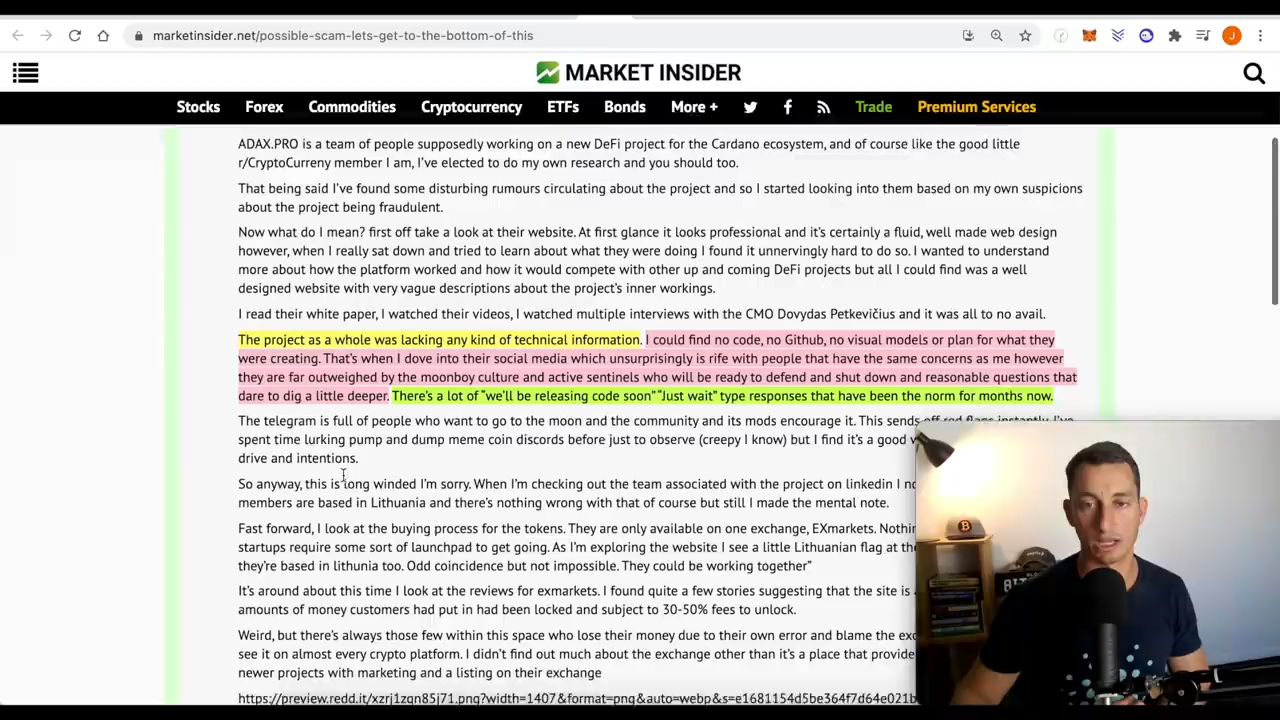 marketinsider.net/possible-scam-lets-get-to-the-bottom-of-this
J
MARKET INSIDER
Stocks Forex Commodities Cryptocurrency ETFs Bonds More + Trade Premium Services
ADAX.PRO is a team of people supposedly working on a new DeFi project for the Cardano ecosystem, and of course like the good little
r/CryptoCurreny member I am, I've elected to do my own research and you should too.
That being said I've found some disturbing rumours circulating about the project and so I started looking into them based on my own suspicions
about the project being fraudulent.
Now what do I mean? first off take a look at their website. At first glance it looks professional and it's certainly a fluid, well made web design
however, when I really sat down and tried to learn about what they were doing I found it unnervingly hard to do so. I wanted to understand
more about how the platform worked and how it would compete with other up and coming DeFi projects but all I could find was a well
designed website with very vague descriptions about the project's inner workings.
I read their white paper, I watched their videos, I watched multiple interviews with the CMO Dovydas Petkevičius and it was all to no avail.
The project as a whole was lacking any kind of technical information. I could find no code, no Github, no visual models or plan for what they
were creating. That's when I dove into their social media which unsurprisingly is rife with people that have the same concerns as me however
they are far outweighed by the moonboy culture and active sentinels who will be ready to defend and shut down and reasonable questions that
dare to dig a little deeper. There's a lot of "we'll be releasing code soon" "Just wait" type responses that have been the norm for months now.
The telegram is full of people who want to go to the moon and the community and its mods encourage it. This sends off red flags instantly. I've
spent time lurking pump and dump meme coin discords before just to observe (creepy I know) but I find it's a good
drive and intentions.
So anyway, this is long winded I'm sorry. When I'm checking out the team associated with the project on linkedin I
members are based in Lithuania and there's nothing wrong with that of course but still I made the mental note.
Fast forward, I look at the buying process for the tokens. They are only available on one exchange, EXmarkets.
startups require some sort of launchpad to get going. As I'm exploring the website I see a little Lithuanian flag at
they're based in lithunia too. Odd coincidence but not impossible. They could be working together"
It's around about this time I look at the reviews for exmarkets. I found quite a few stories suggesting that the site is
amounts of money customers had put in had been locked and subject to 30-50% fees to unlock.
Weird, but there's always those few within this space who lose their money due to their own error and blame the
see it on almost every crypto platform. I didn't find out much about the exchange other than it's a place that
newer projects with marketing and a listing on their exchange
https://preview.redd.it/xzrj1zqn85j71.png?width=1407&format=png&auto=webp&s=e1681154d5be364f7d64e021b